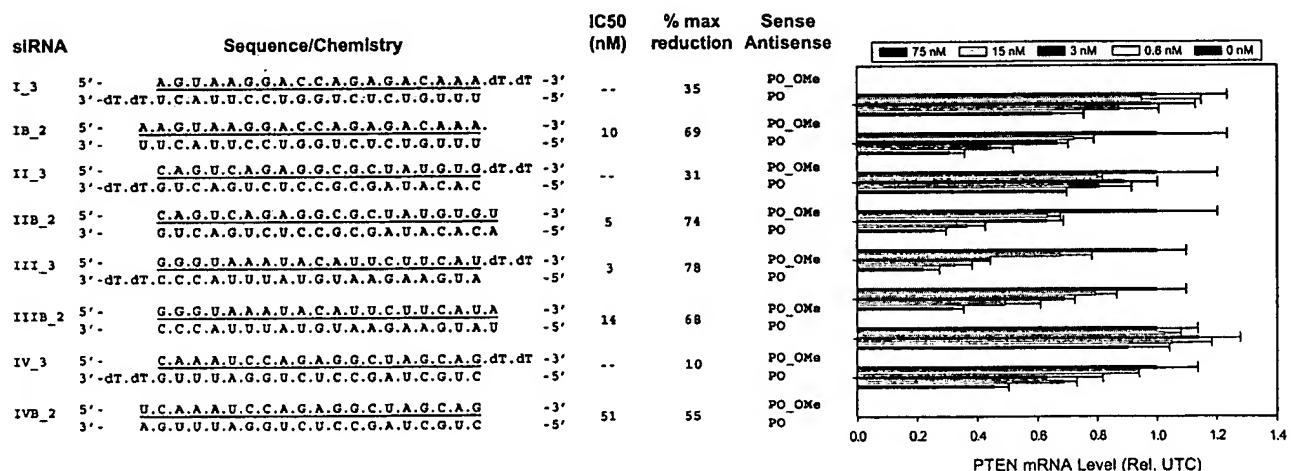 IC50 % max Sense
siRNA Sequence/Chemistry (nM) reduction Antisense
75 nM 15 nM 3 nM 0.6 nM 0 nM
I_3 5'- A.G.U.A.A.G.G.A.C.C.A.G.A.G.A.C.A.A.A.dT.dT -3' -- 35 PO_OMe
3'-dT.dT.U.C.A.U.U.C.C.U.G.G.U.C.U.C.U.G.U.U.U -5' PO
IB_2 5'- A.A.G.U.A.A.G.G.A.C.C.A.G.A.G.A.C.A.A.A. -3' 10 69 PO_OMe
3'- U.U.C.A.U.U.C.C.U.G.G.U.C.U.C.U.G.U.U.U -5' PO
II_3 5'- C.A.G.U.C.A.G.A.G.G.C.G.C.U.A.U.G.U.G.dT.dT -3' -- 31 PO_OMe
3'-dT.dT.G.U.C.A.G.U.C.U.C.C.G.C.G.A.U.A.C.A.C -5' PO
IIB_2 5'- C.A.G.U.C.A.G.A.G.G.C.G.C.U.A.U.G.U.G.U -3' 5 74 PO_OMe
3'- G.U.C.A.G.U.C.U.C.C.G.C.G.A.U.A.C.A.C.A -5' PO
III_3 5'- G.G.G.U.A.A.A.U.A.C.A.U.U.C.U.U.C.A.U.dT.dT -3' 3 78 PO_OMe
3'-dT.dT.C.C.C.A.U.U.U.A.U.G.U.A.A.G.A.A.G.U.A -5' PO
IIIB_2 5'- G.G.G.U.A.A.A.U.A.C.A.U.U.C.U.U.C.A.U.A -3' 14 68 PO_OMe
3'- C.C.C.A.U.U.U.A.U.G.U.A.A.G.A.A.G.U.A.U -5' PO
IV_3 5'- C.A.A.A.U.C.C.A.G.A.G.G.C.U.A.G.C.A.G.dT.dT -3' -- 10 PO_OMe
3'-dT.dT.G.U.U.U.A.G.G.U.C.U.C.C.G.A.U.C.G.U.C -5' PO
IVB_2 5'- U.C.A.A.A.U.C.C.A.G.A.G.G.C.U.A.G.C.A.G -3' 51 55 PO_OMe
3'- A.G.U.U.U.A.G.G.U.C.U.C.C.G.A.U.C.G.U.C -5' PO
0.0 0.2 0.4 0.6 0.8 1.0 1.2 1.4
PTEN mRNA Level (Rel. UTC)